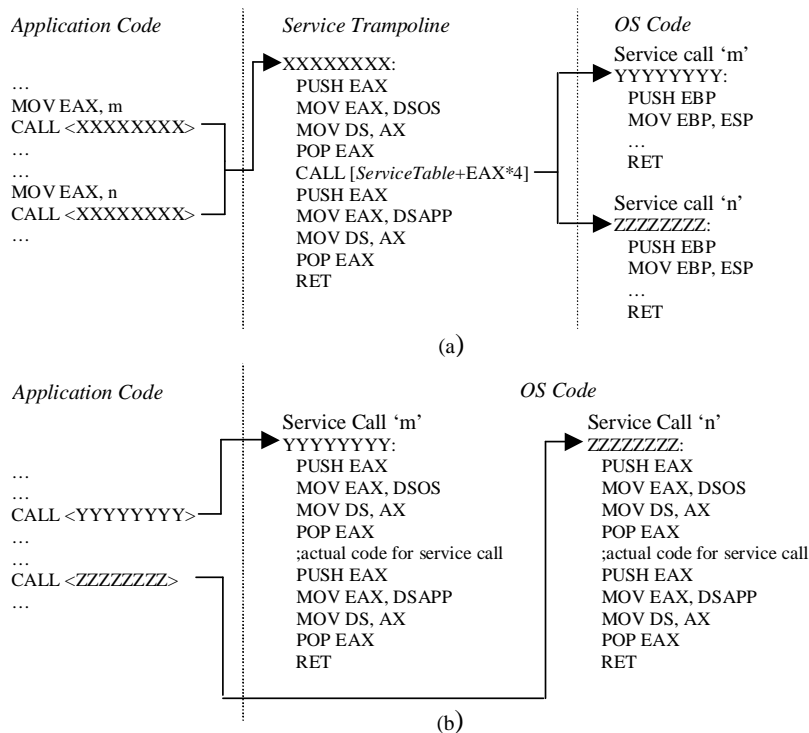 Application Code
…
MOV EAX, m
CALL <XXXXXXXX>
…
…
MOV EAX, n
CALL <XXXXXXXX>
…
Service Trampoline
XXXXXXXX:
PUSH EAX
MOV EAX, DSOS
MOV DS, AX
POP EAX
CALL [ServiceTable+EAX*4]
PUSH EAX
MOV EAX, DSAPP
MOV DS, AX
POP EAX
RET
OS Code
Service call ‘m’
YYYYYYYY:
PUSH EBP
MOV EBP, ESP
…
RET
Service call ‘n’
ZZZZZZZZ:
PUSH EBP
MOV EBP, ESP
…
RET
(a)
Application Code
…
…
CALL <YYYYYYYY>
…
…
CALL <ZZZZZZZZ>
…
OS Code
Service Call ‘m’
YYYYYYYY:
PUSH EAX
MOV EAX, DSOS
MOV DS, AX
POP EAX
;actual code for service call
PUSH EAX
MOV EAX, DSAPP
MOV DS, AX
POP EAX
RET
Service Call ‘n’
ZZZZZZZZ:
PUSH EAX
MOV EAX, DSOS
MOV DS, AX
POP EAX
;actual code for service call
PUSH EAX
MOV EAX, DSAPP
MOV DS, AX
POP EAX
RET
(b)